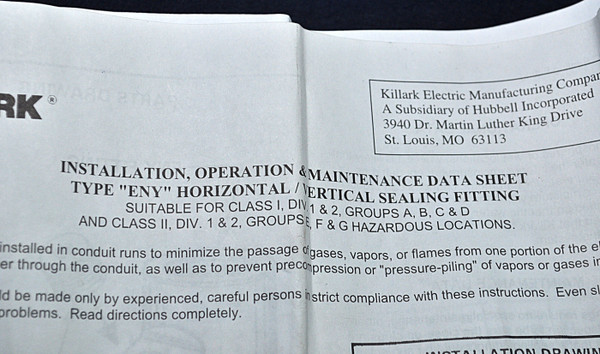 RK®
Killark Electric Manufacturing Compa
A Subsidiary of Hubbell Incorporated
3940 Dr. Martin Luther King Drive
St. Louis, MO 63113
INSTALLATION, OPERATION & MAINTENANCE DATA SHEET
TYPE "ENY" HORIZONTAL / VERTICAL SEALING FITTING
SUITABLE FOR CLASS I, DIV 1 & 2, GROUPS A, B, C & D
AND CLASS II, DIV. 1 & 2, GROUPS E, F & G HAZARDOUS LOCATIONS.
installed in conduit runs to minimize the passage of gases, vapors, or flames from one portion of the el
er through the conduit, as well as to prevent precompression or "pressure-piling" of vapors or gases in
ld be made only by experienced, careful persons in strict compliance with these instructions. Even sl
problems. Read directions completely.
INSTALLATION DRAWIN